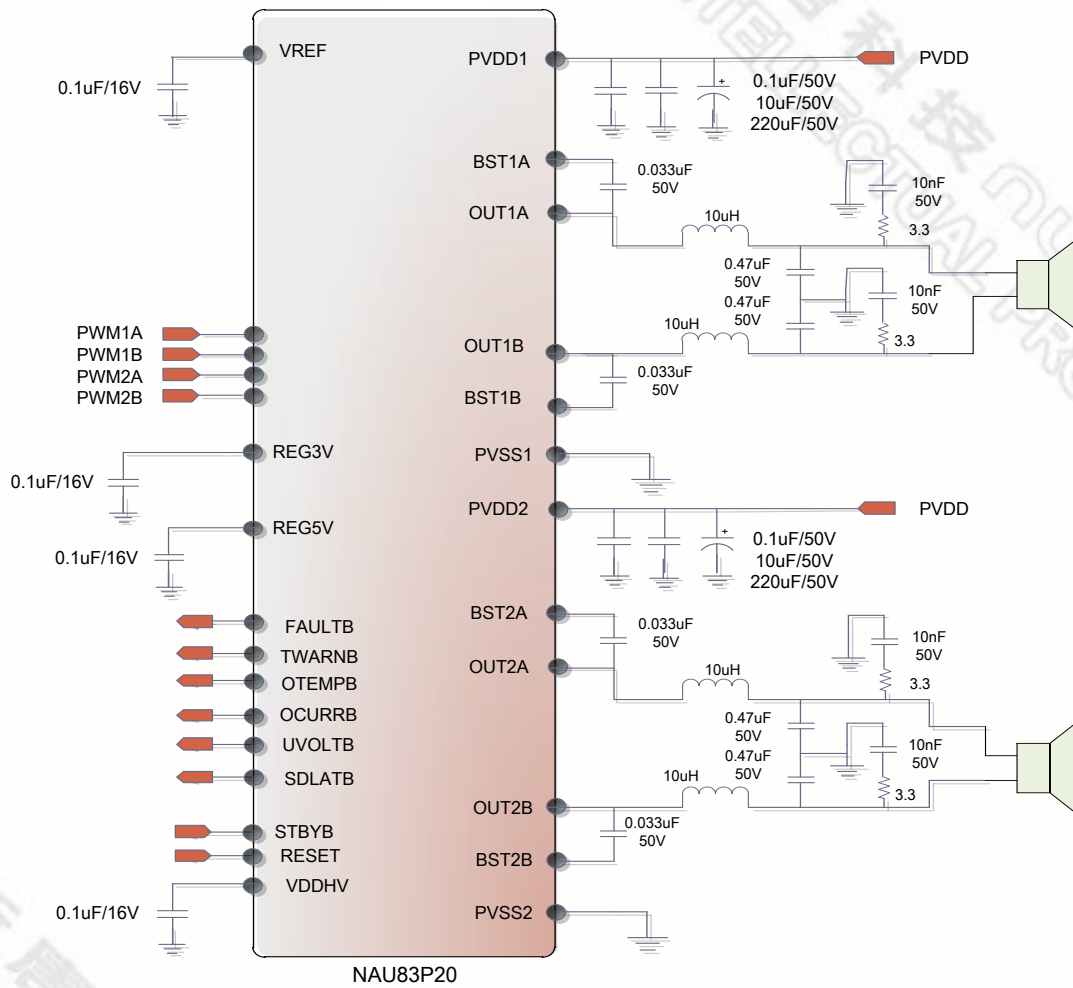 VREF
0.1uF/16V
PWM1A
PWM1B
PWM2A
PWM2B
REG3V
0.1uF/16V
REG5V
0.1uF/16V
FAULTB
TWARNB
OTEMPB
OCURRB
UVOLTB
SDLATB
STBYB
RESET
VDDHV
0.1uF/16V
PVDD1
PVDD
0.1uF/50V
10uF/50V
220uF/50V
BST1A
0.033uF
50V
OUT1A
10uH
10nF
50V
3.3
0.47uF
50V
0.47uF
50V
10nF
50V
3.3
10uH
OUT1B
0.033uF
50V
BST1B
PVSS1
PVDD2
PVDD
0.1uF/50V
10uF/50V
220uF/50V
BST2A
0.033uF
50V
OUT2A
10uH
10nF
50V
3.3
0.47uF
50V
0.47uF
50V
10nF
50V
3.3
10uH
OUT2B
0.033uF
50V
BST2B
PVSS2
NAU83P20
科技